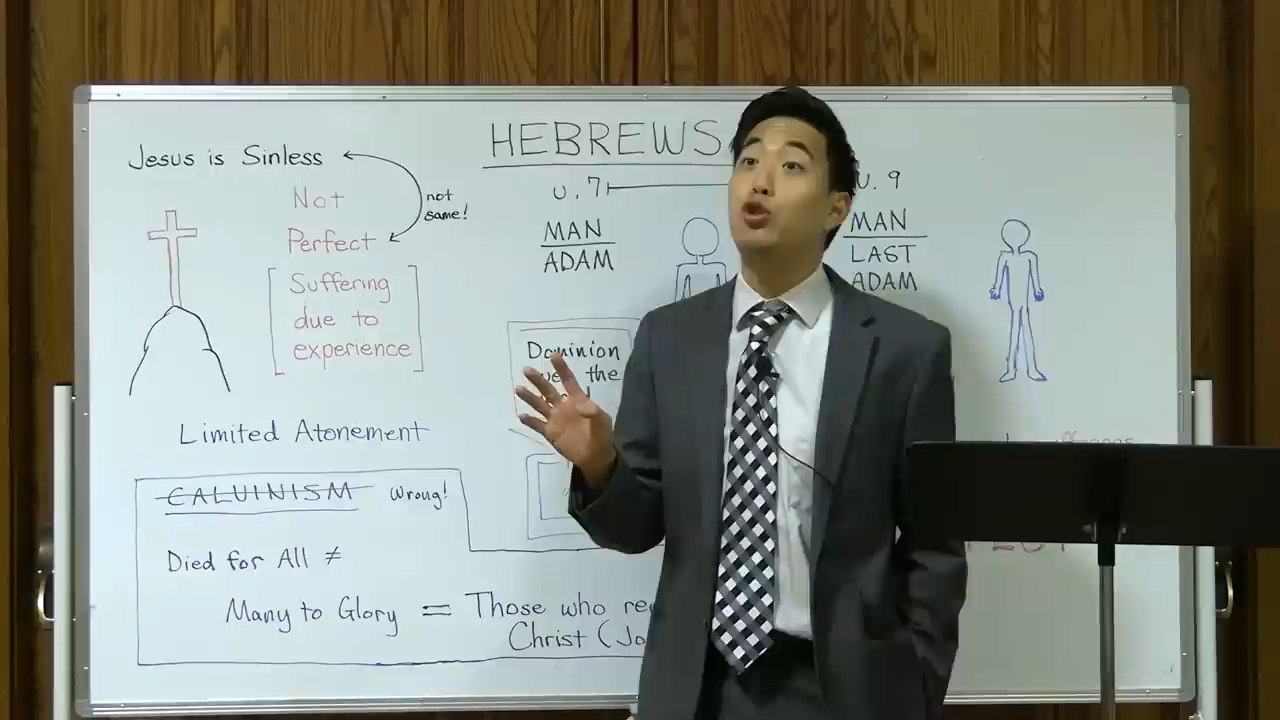 HEBREWS
Jesus is Sinless
not
same!
Not
Perfect
Suffering
due to
experience
Limited Atonement
v. 7
MAN
ADAM
v. 9
MAN
LAST
ADAM
Dominion
the
CALVINISM Wrong!
Died for All ≠
Many to Glory = Those who
Christ